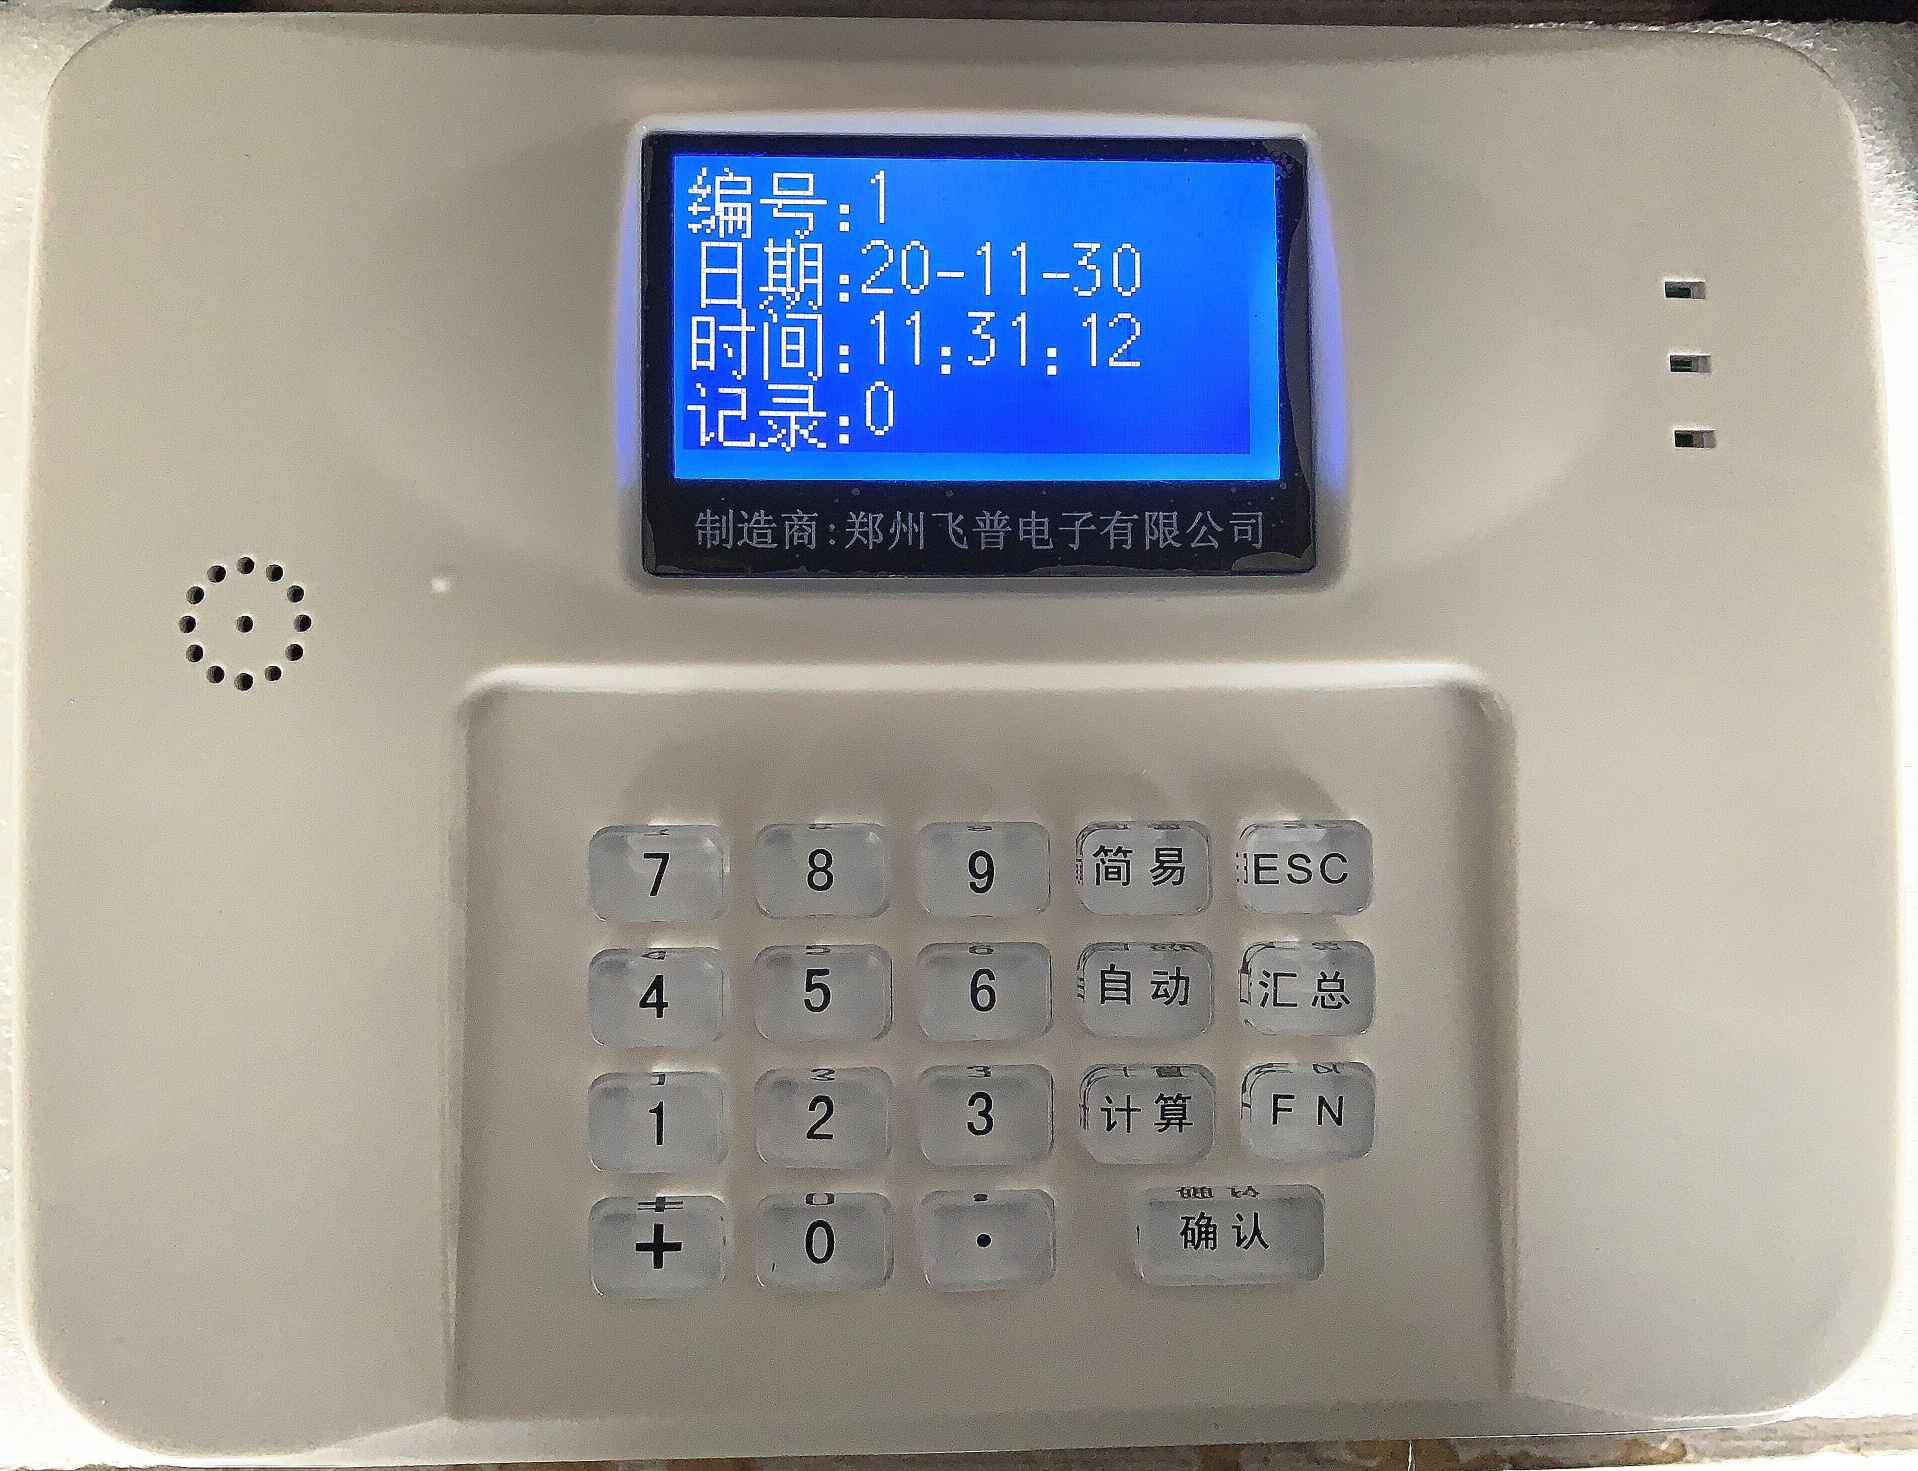 编号:1
日期:20-11-30
时间:11:31:12
记录:0
制造商:郑州飞普电子有限公司
7 8 9 简易 ESC
4 5 6 自动 汇总
1 2 3 计算 FN
+ 0 . 确认